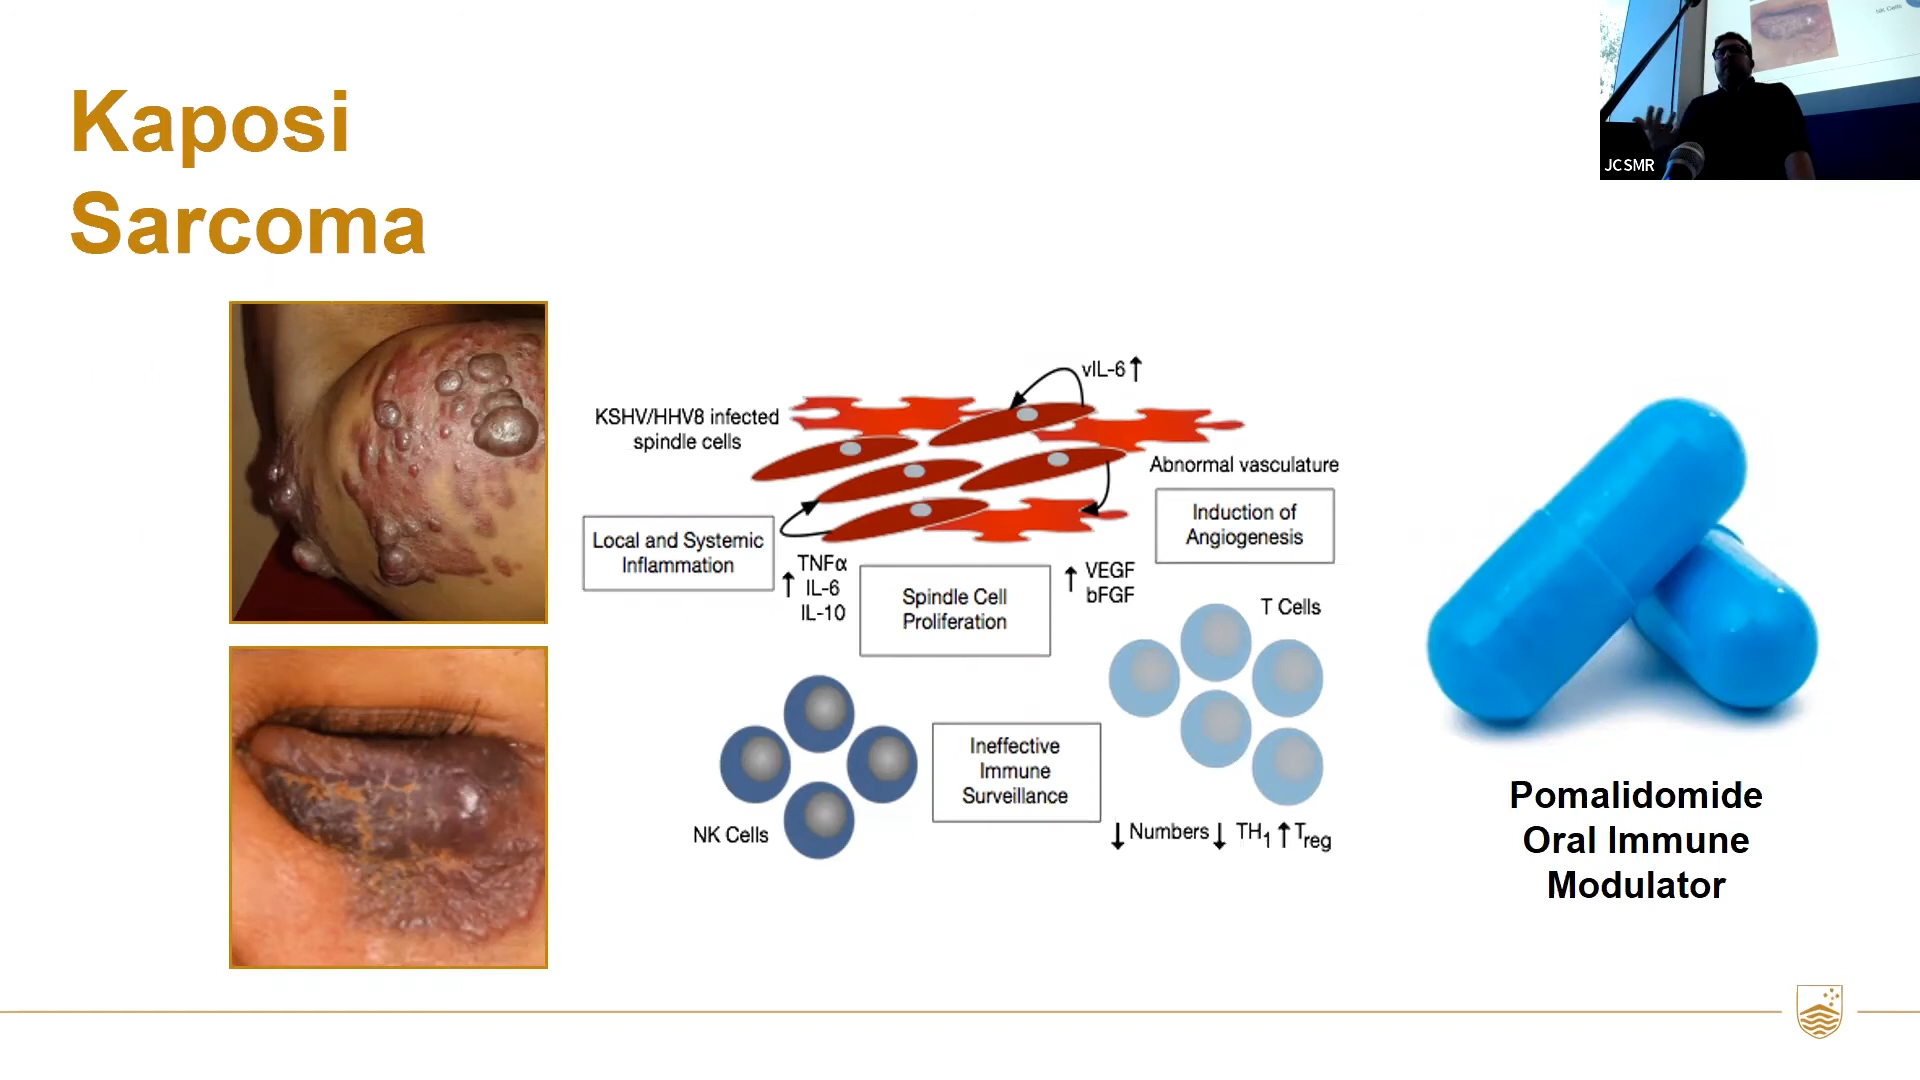 Kaposi
Sarcoma
NK Cells
JCSMR
vIL-6↑
KSHV/HHV8 infected
spindle cells
Abnormal vasculature
Induction of
Angiogenesis
Local and Systemic
Inflammation
↑ TNFα
IL-6
IL-10
Spindle Cell
Proliferation
↑ VEGF
bFGF
T Cells
Ineffective
Immune
Surveillance
NK Cells
↓Numbers↓ TH1↑Treg
Pomalidomide
Oral Immune
Modulator